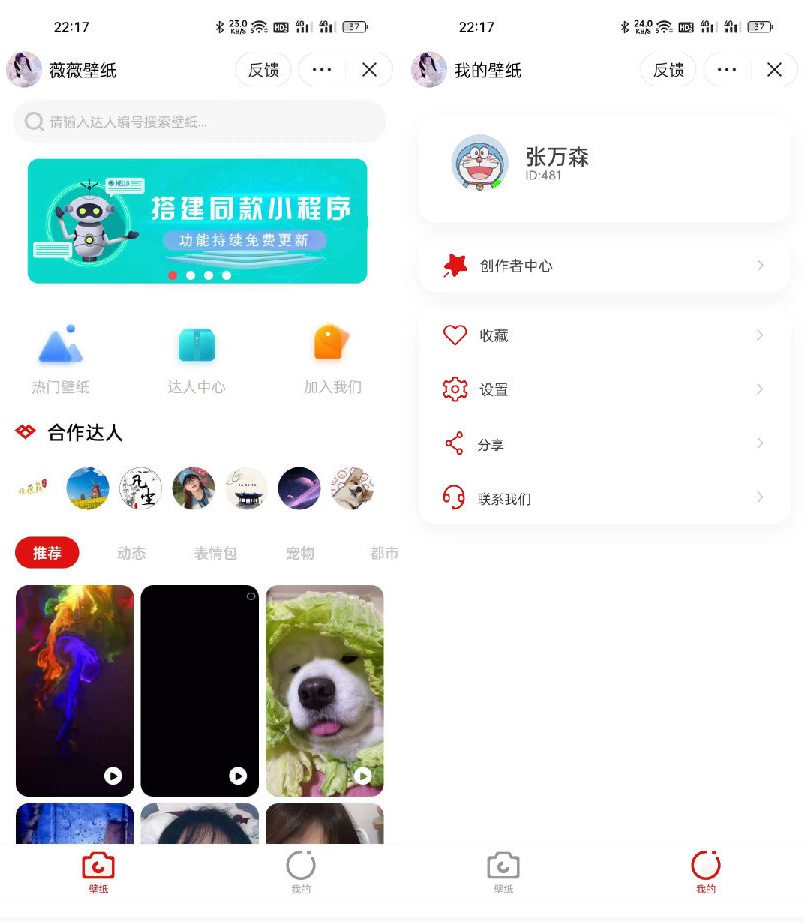 22:17
23.0
KB/S
HD
4G
4G
37
薇薇壁纸
反馈
请输入达人编号搜索壁纸...
HELLO
搭建同款小程序
功能持续免费更新
热门壁纸
达人中心
加入我们
合作达人
凡尘
推荐
动态
表情包
宠物
都市
壁纸
我的
22:17
24.0
KB/S
HD
4G
4G
37
我的壁纸
反馈
张万森
ID:481
创作者中心
收藏
设置
分享
联系我们
壁纸
我的